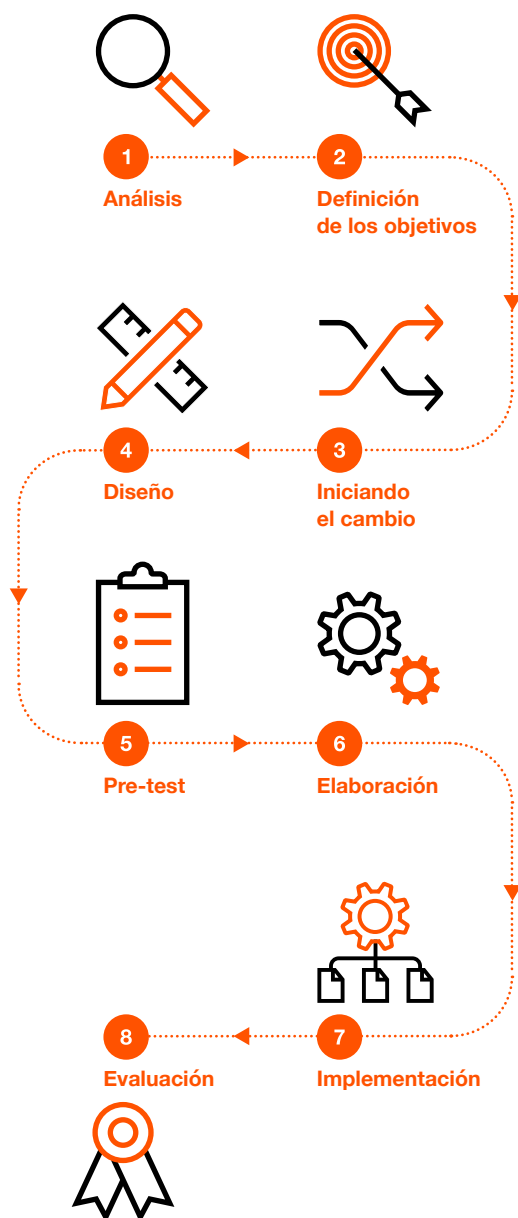 1
Análisis
2
Definición
de los objetivos
3
Iniciando
el cambio
4
Diseño
5
Pre-test
6
Elaboración
7
Implementación
8
Evaluación